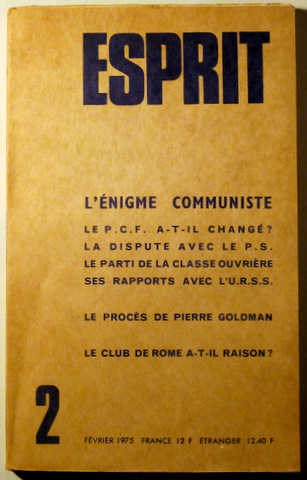 ESPRIT
L'ÉNIGME COMMUNISTE
LE P.C.F. A-T-IL CHANGÉ?
LA DISPUTE AVEC LE P.S.
LE PARTI DE LA CLASSE OUVRIÈRE
SES RAPPORTS AVEC L'U.R.S.S.
LE PROCÈS DE PIERRE GOLDMAN
LE CLUB DE ROME A-T-IL RAISON?
2
FÉVRIER 1975 FRANCE 12 F ÉTRANGER 12,40 F